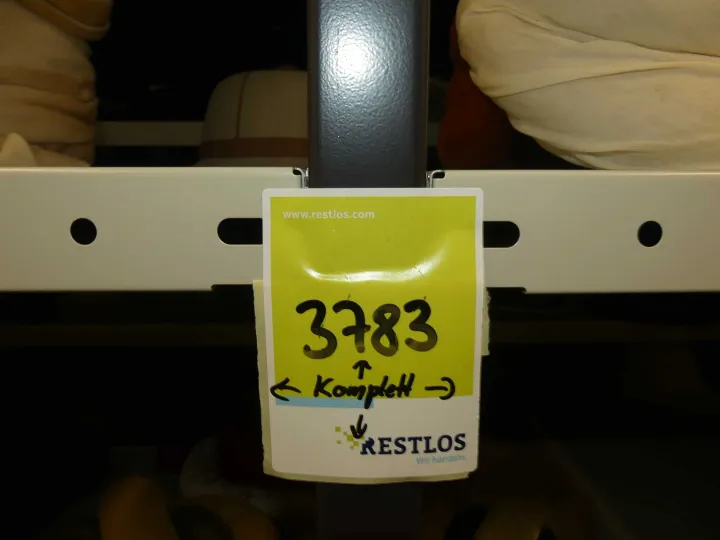 www.restlos.com
3783
↑
← Komplett →
↓
RESTLOS
Wir handeln.